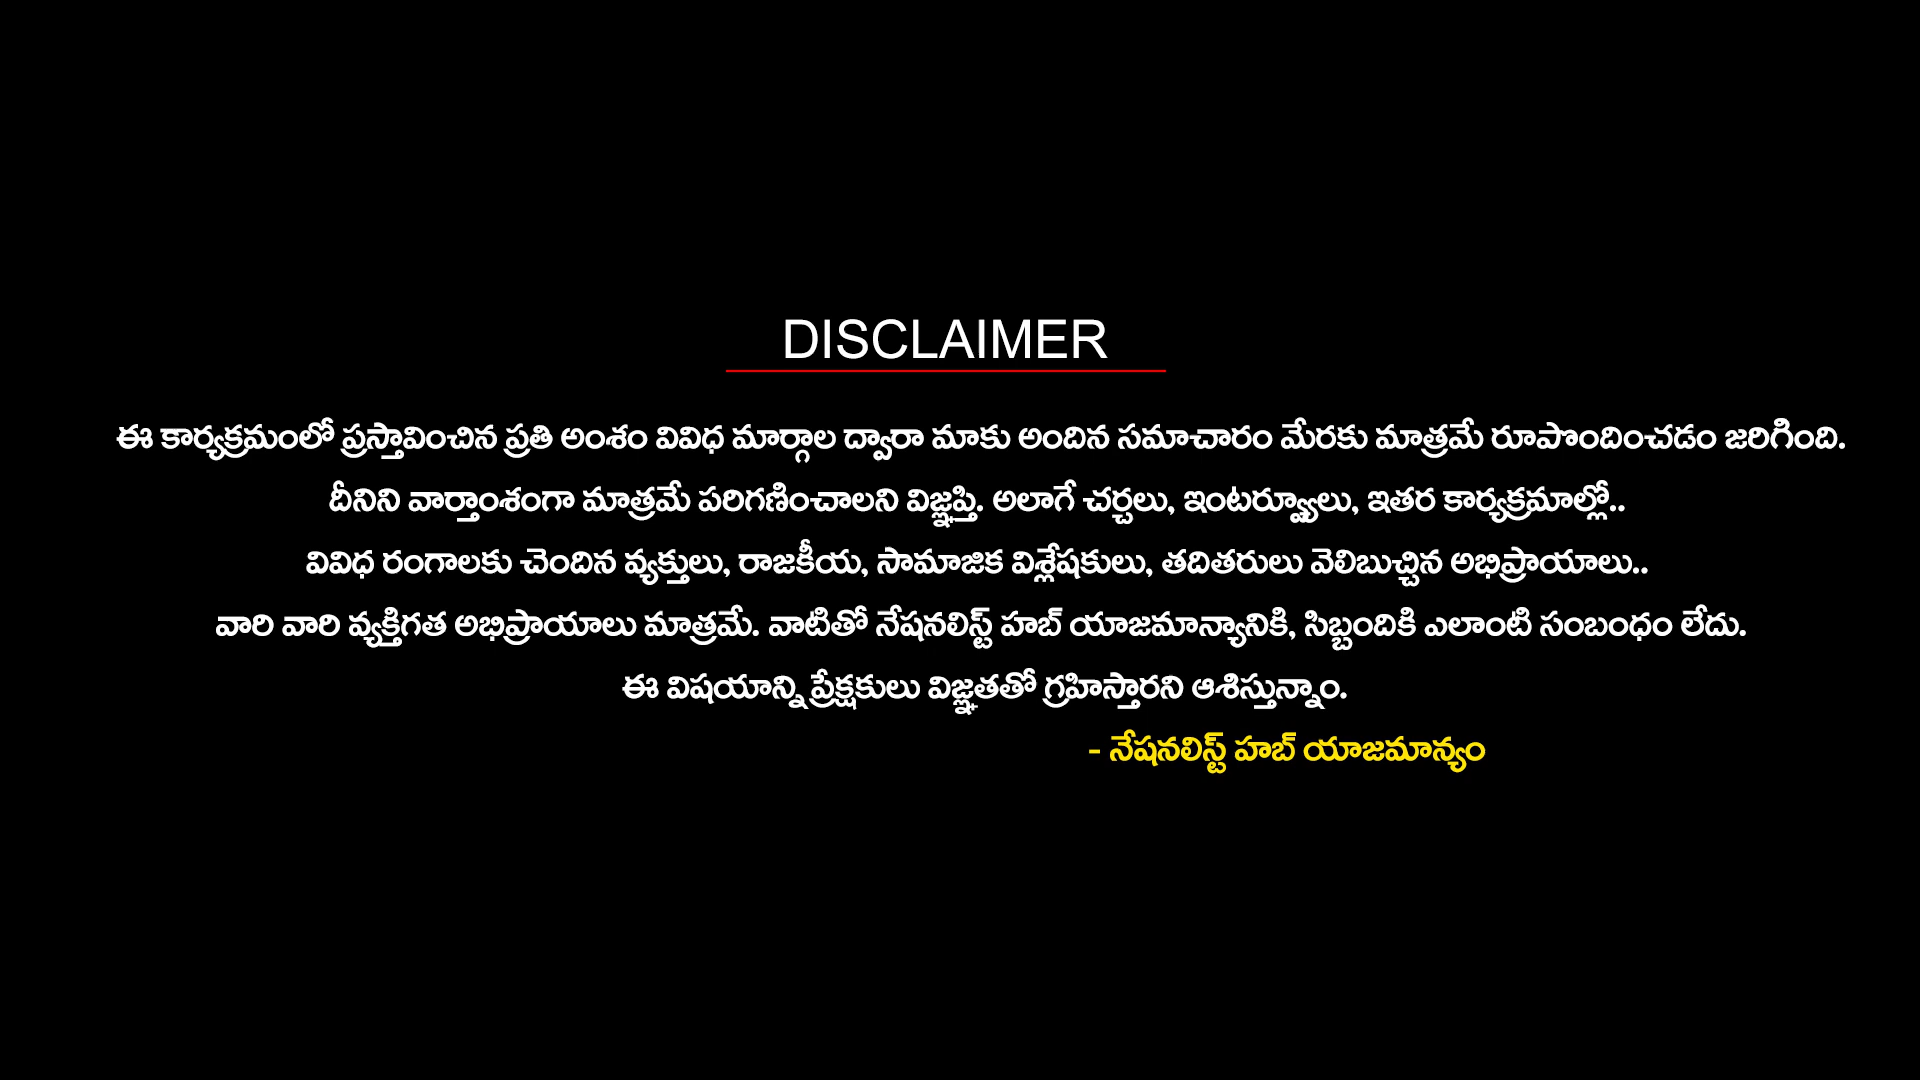 DISCLAIMER
ఈ కార్యక్రమంలో ప్రస్తావించిన ప్రతి అంశం వివిధ మార్గాల ద్వారా మాకు అందిన సమాచారం మేరకు మాత్రమే రూపొందించడం జరిగింది.
దీనిని వార్తాంశంగా మాత్రమే పరిగణించాలని విజ్ఞప్తి. అలాగే చర్చలు, ఇంటర్వ్యూలు, ఇతర కార్యక్రమాల్లో..
వివిధ రంగాలకు చెందిన వ్యక్తులు, రాజకీయ, సామాజిక విశ్లేషకులు, తదితరులు వెలిబుచ్చిన అభిప్రాయాలు..
వారి వారి వ్యక్తిగత అభిప్రాయాలు మాత్రమే. వాటితో నేషనలిస్ట్ హబ్ యాజమాన్యానికి, సిబ్బందికి ఎలాంటి సంబంధం లేదు.
ఈ విషయాన్ని ప్రేక్షకులు విజ్ఞతతో గ్రహిస్తారని ఆశిస్తున్నాం.
- నేషనలిస్ట్ హబ్ యాజమాన్యం